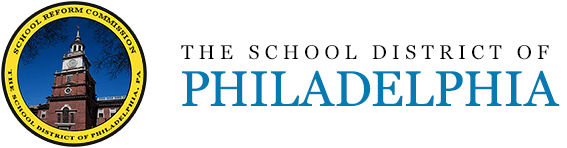 SCHOOL REFORM COMMISSION
THE SCHOOL DISTRICT OF PHILADELPHIA, PA
THE SCHOOL DISTRICT OF
PHILADELPHIA